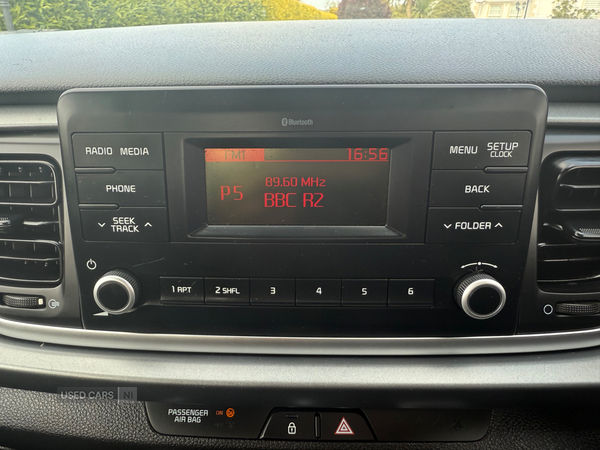 Bluetooth
RADIO MEDIA
PHONE
SEEK
TRACK
FM1 16:56
P5
89.60 MHz
BBC R2
MENU
SETUP
CLOCK
BACK
FOLDER
1 RPT
2 SHFL
3
4
5
6
USED CARS NI
PASSENGER
AIR BAG
ON